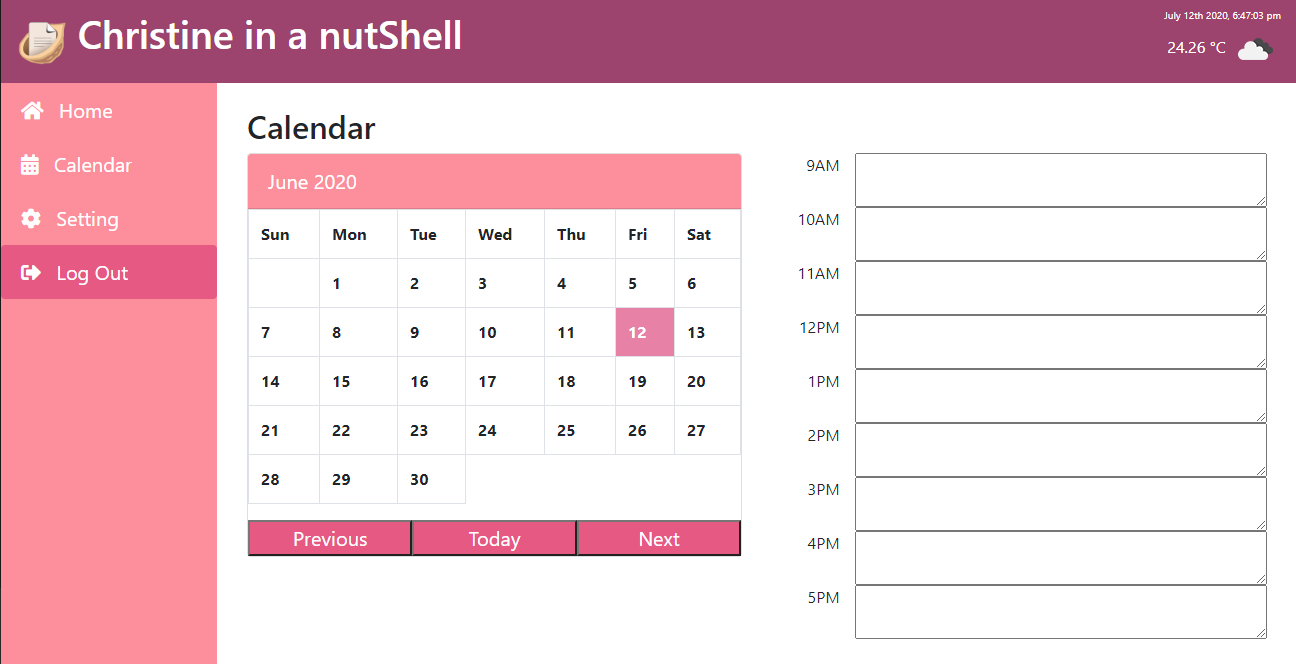 Christine in a nutShell
July 12th 2020, 6:47:03 pm
24.26 °C
Home
Calendar
Setting
Log Out
Calendar
June 2020
Sun Mon Tue Wed Thu Fri Sat
1 2 3 4 5 6
7 8 9 10 11 12 13
14 15 16 17 18 19 20
21 22 23 24 25 26 27
28 29 30
Previous Today Next
9AM
10AM
11AM
12PM
1PM
2PM
3PM
4PM
5PM